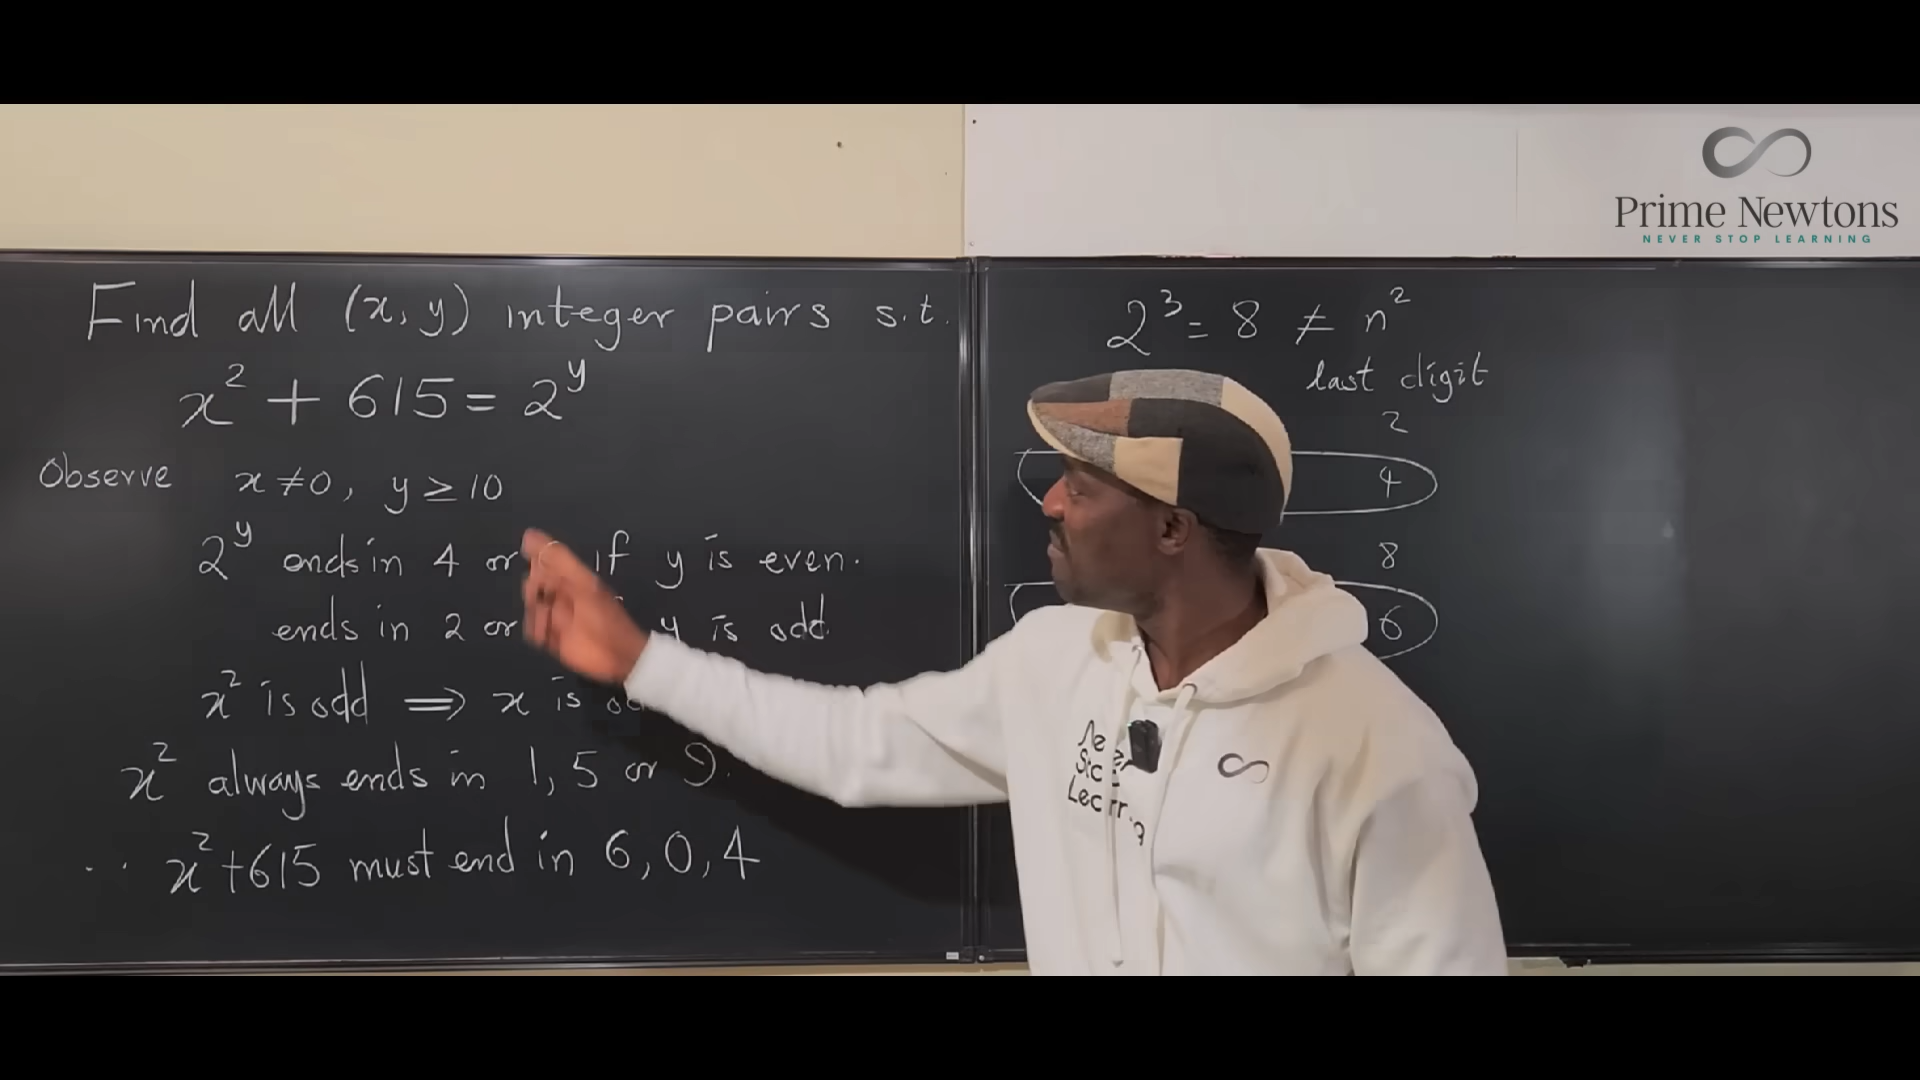 Prime Newtons
NEVER STOP LEARNING
Find all (x, y) integer pairs s.t.
x² + 615 = 2^y
Observe x ≠ 0, y ≥ 10
2^y ends in 4 or if y is even.
ends in 2 or y is odd.
x² is odd ⟹ x is
x² always ends in 1, 5 or 9.
∴ x² + 615 must end in 6, 0, 4
2³ = 8 ≠ n²
last digit
2
4
8
6